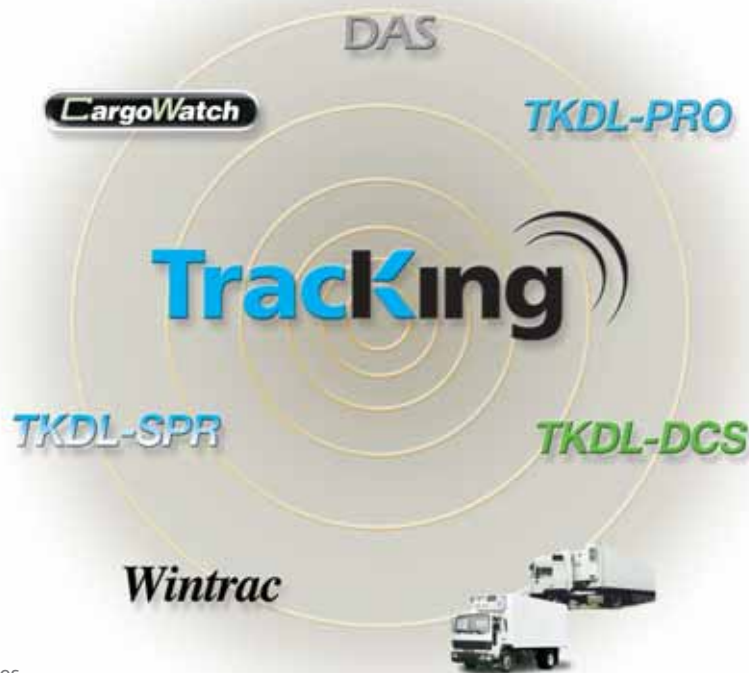 DAS
CargoWatch
TKDL-PRO
TracKing
TKDL-SPR
TKDL-DCS
Wintrac